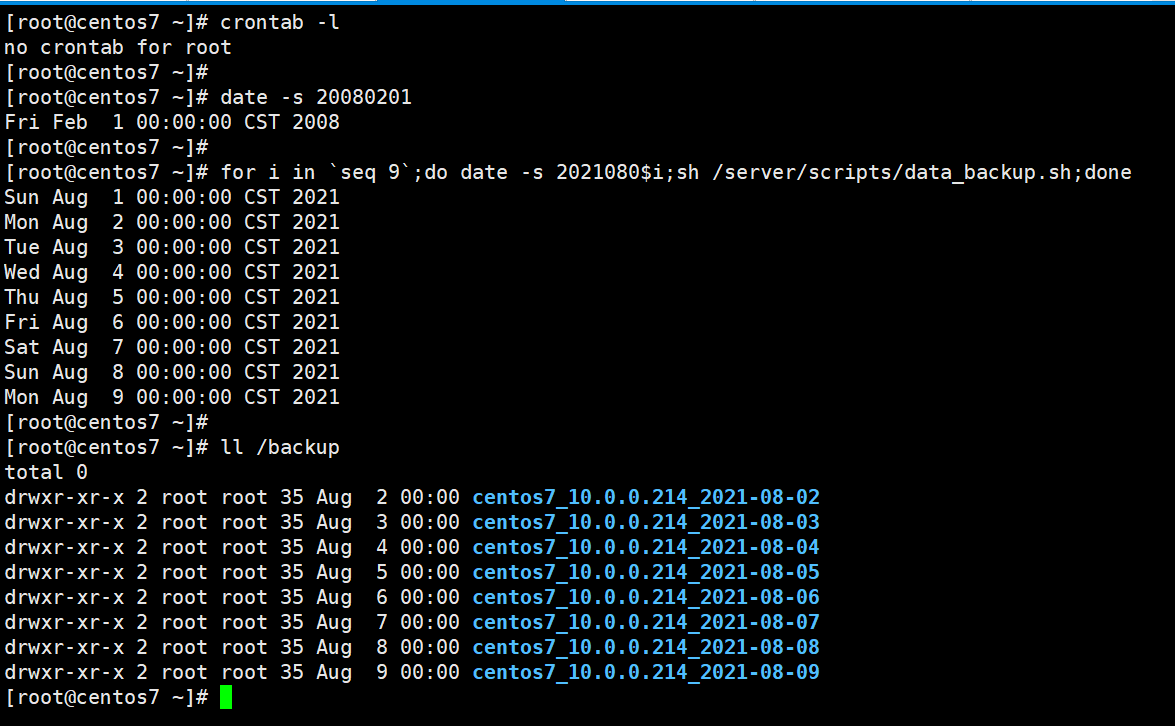 [root@centos7 ~]# crontab -l
no crontab for root
[root@centos7 ~]#
[root@centos7 ~]# date -s 20080201
Fri Feb  1 00:00:00 CST 2008
[root@centos7 ~]#
[root@centos7 ~]# for i in `seq 9`;do date -s 2021080$i;sh /server/scripts/data_backup.sh;done
Sun Aug  1 00:00:00 CST 2021
Mon Aug  2 00:00:00 CST 2021
Tue Aug  3 00:00:00 CST 2021
Wed Aug  4 00:00:00 CST 2021
Thu Aug  5 00:00:00 CST 2021
Fri Aug  6 00:00:00 CST 2021
Sat Aug  7 00:00:00 CST 2021
Sun Aug  8 00:00:00 CST 2021
Mon Aug  9 00:00:00 CST 2021
[root@centos7 ~]#
[root@centos7 ~]# ll /backup
total 0
drwxr-xr-x 2 root root 35 Aug  2 00:00 centos7_10.0.0.214_2021-08-02
drwxr-xr-x 2 root root 35 Aug  3 00:00 centos7_10.0.0.214_2021-08-03
drwxr-xr-x 2 root root 35 Aug  4 00:00 centos7_10.0.0.214_2021-08-04
drwxr-xr-x 2 root root 35 Aug  5 00:00 centos7_10.0.0.214_2021-08-05
drwxr-xr-x 2 root root 35 Aug  6 00:00 centos7_10.0.0.214_2021-08-06
drwxr-xr-x 2 root root 35 Aug  7 00:00 centos7_10.0.0.214_2021-08-07
drwxr-xr-x 2 root root 35 Aug  8 00:00 centos7_10.0.0.214_2021-08-08
drwxr-xr-x 2 root root 35 Aug  9 00:00 centos7_10.0.0.214_2021-08-09
[root@centos7 ~]#